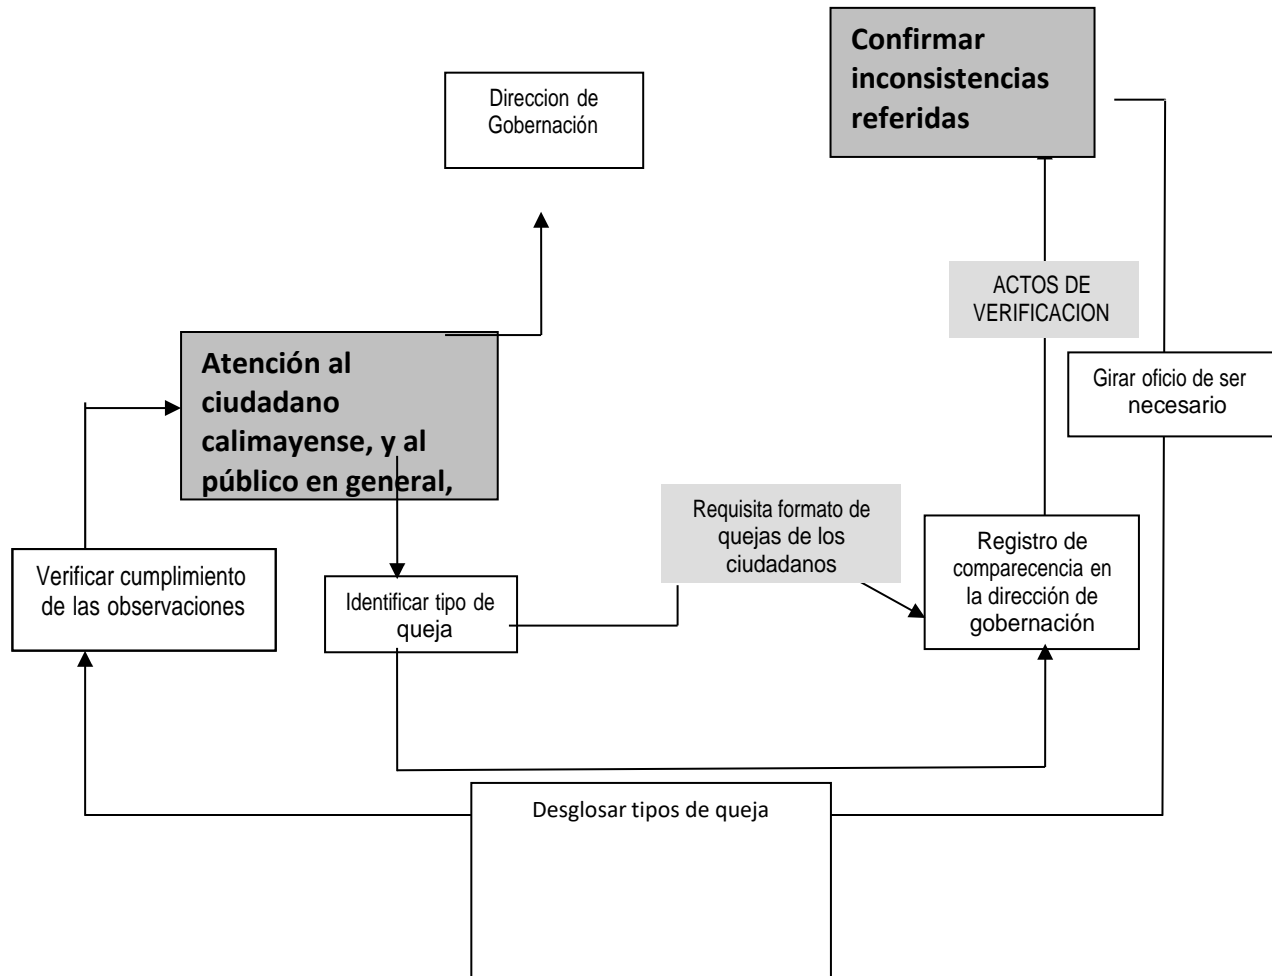 Confirmar
inconsistencias
referidas
Direccion de
Gobernación
ACTOS DE
VERIFICACION
Atención al
ciudadano
calimayense, y al
público en general,
Girar oficio de ser
necesario
Requisita formato de
quejas de los
ciudadanos
Registro de
comparecencia en
la dirección de
gobernación
Verificar cumplimiento
de las observaciones
Identificar tipo de
queja
Desglosar tipos de queja